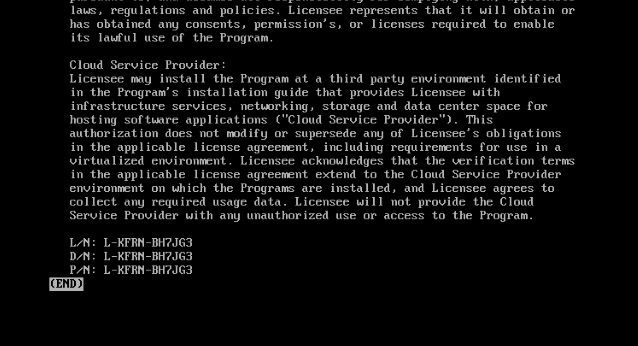 laws, regulations and policies. Licensee represents that it will obtain or
has obtained any consents, permission's, or licenses required to enable
its lawful use of the Program.
Cloud Service Provider:
Licensee may install the Program at a third party environment identified
in the Program's installation guide that provides Licensee with
infrastructure services, networking, storage and data center space for
hosting software applications ("Cloud Service Provider"). This
authorization does not modify or supersede any of Licensee's obligations
in the applicable license agreement, including requirements for use in a
virtualized environment. Licensee acknowledges that the verification terms
in the applicable license agreement extend to the Cloud Service Provider
environment on which the Programs are installed, and Licensee agrees to
collect any required usage data. Licensee will not provide the Cloud
Service Provider with any unauthorized use or access to the Program.
L/N: L-KFRN-BH7JG3
D/N: L-KFRN-BH7JG3
P/N: L-KFRN-BH7JG3
(END)